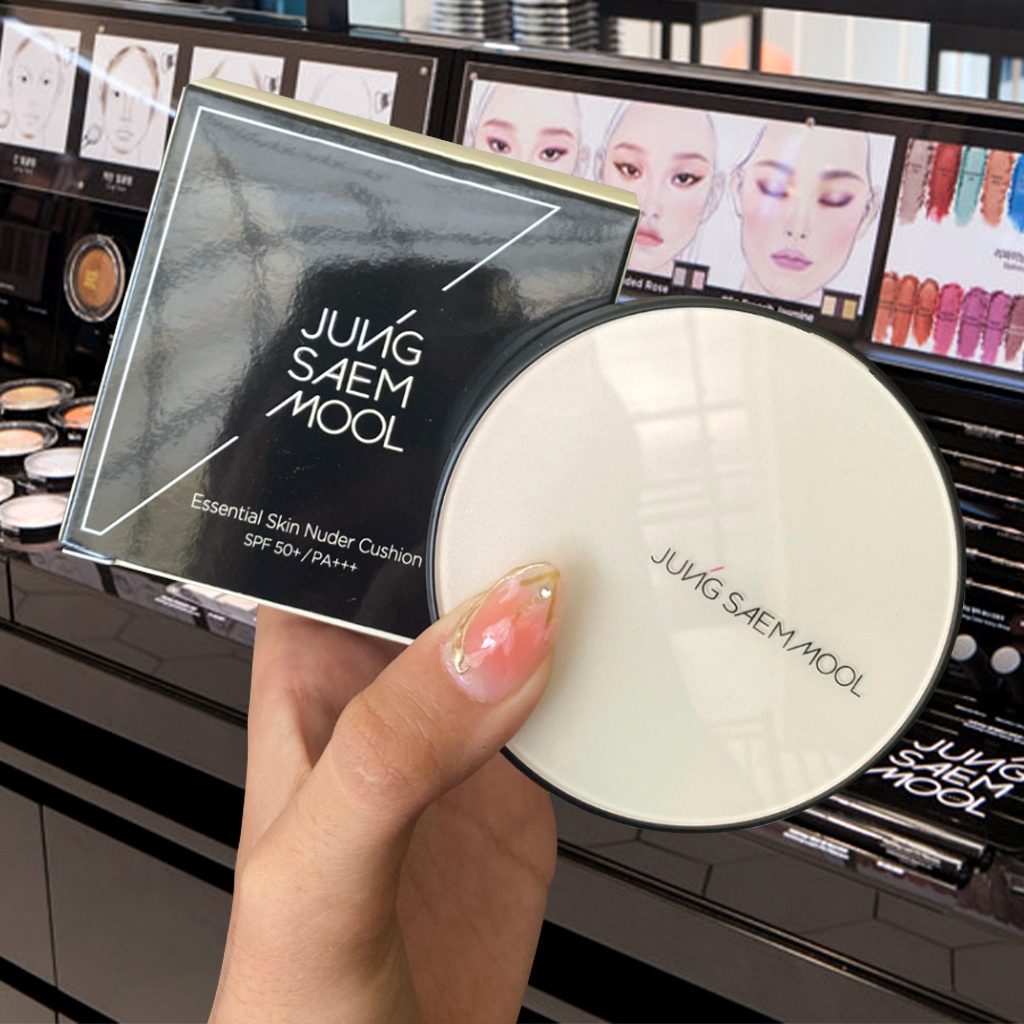 JUNG
SAEM
MOOL
Essential Skin Nuder Cushion
SPF 50+/PA+++
JUNG SAEM MOOL
JUNG
SAEM
MOOL